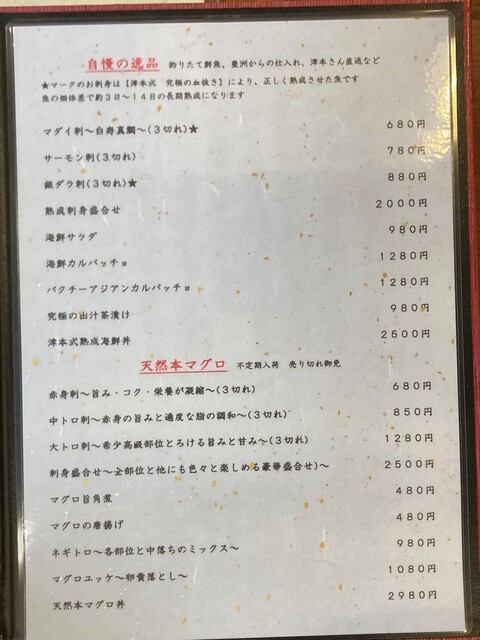 自慢の逸品　釣りたて鮮魚、豊洲からの仕入れ、津本さん直送など
★マークのお刺身は【津本式　究極の血抜き】により、正しく熟成させた魚です
魚の個体差で約３日～１４日の長期熟成になります
マダイ刺～白寿真鯛～(３切れ)★　680円
サーモン刺(３切れ)　780円
銀ダラ刺(３切れ)★　880円
熟成刺身盛合せ　2000円
海鮮サラダ　980円
海鮮カルパッチョ　1280円
パクチーアジアンカルパッチョ　1280円
究極の出汁茶漬け　980円
津本式熟成海鮮丼　2500円
天然本マグロ　不定期入荷　売り切れ御免
赤身刺～旨み・コク・栄養が凝縮～(３切れ)　680円
中トロ刺～赤身の旨みと適度な脂の調和～(３切れ)　850円
大トロ刺～希少高級部位とろける旨みと甘み～(３切れ)　1280円
刺身盛合せ～全部位と他にも色々と楽しめる豪華盛合せ)～　2500円
マグロ旨角煮　480円
マグロの唐揚げ　480円
ネギトロ～各部位と中落ちのミックス～　980円
マグロユッケ～卵黄落とし～　1080円
天然本マグロ丼　2980円